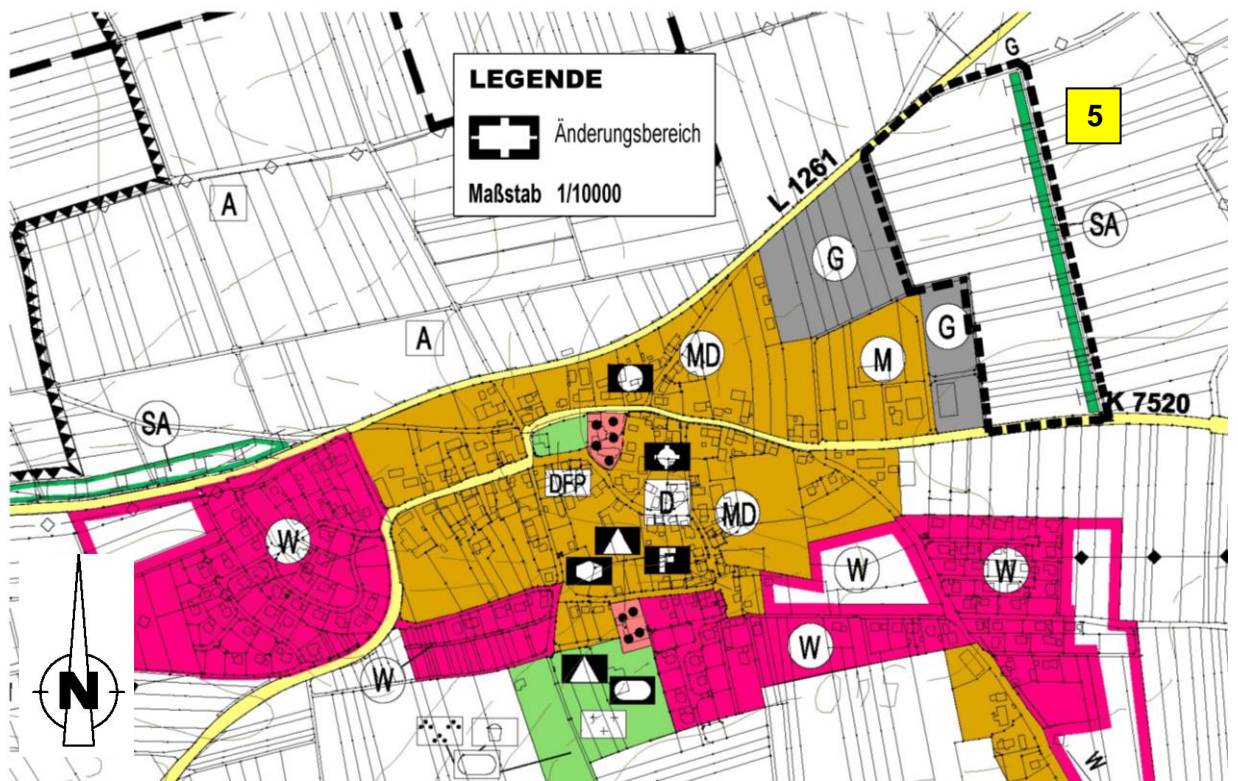 LEGENDE
Änderungsbereich
Maßstab 1/10000
G
5
A
L 1261
SA
G
A
MD
M
G
K 7520
SA
DFP
D
MD
W
F
W
W
W
W
N
W